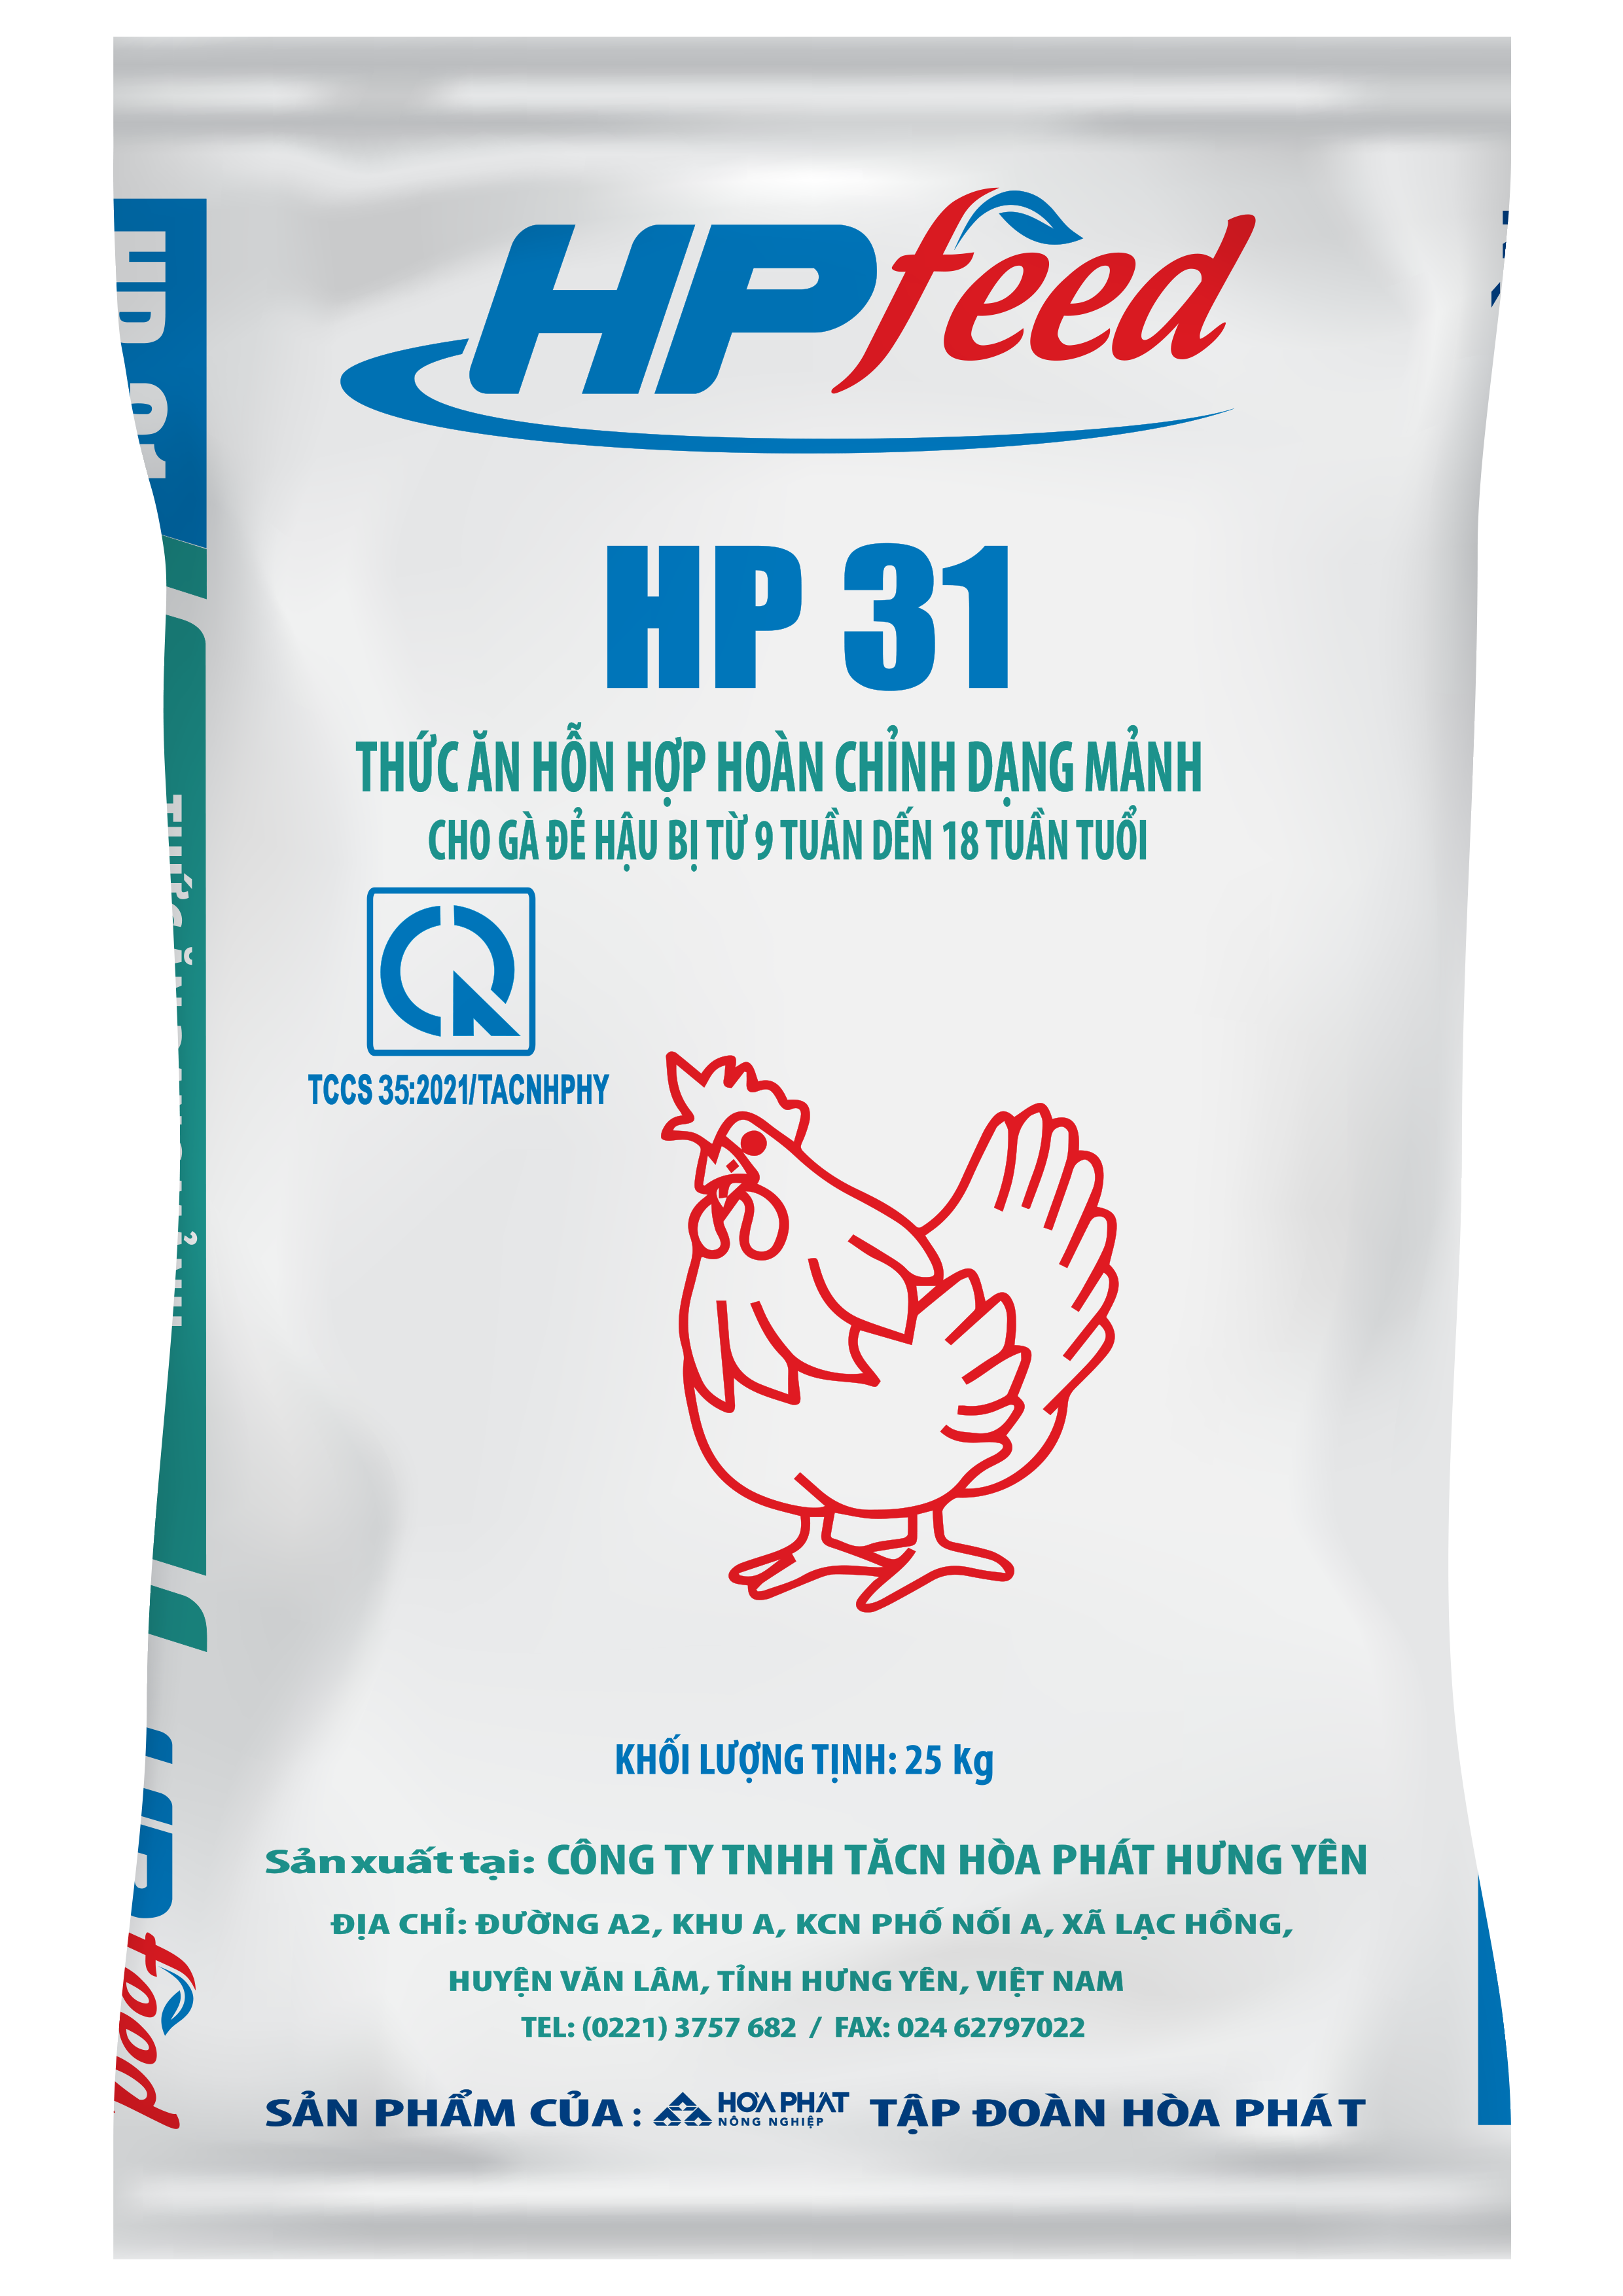 HPfeed
HP 31
THỨC ĂN HỖN HỢP HOÀN CHỈNH DẠNG MẢNH
CHO GÀ ĐẺ HẬU BỊ TỪ 9 TUẦN DẾN 18 TUẦN TUỔI
TCCS 35:2021/TACNHPHY
KHỐI LƯỢNG TỊNH: 25 kg
Sản xuất tại: CÔNG TY TNHH TĂCN HÒA PHÁT HƯNG YÊN
ĐỊA CHỈ: ĐƯỜNG A2, KHU A, KCN PHỐ NỐI A, XÃ LẠC HỒNG,
HUYỆN VĂN LÂM, TỈNH HƯNG YÊN, VIỆT NAM
TEL: (0221) 3757 682 / FAX: 024 62797022
SẢN PHẨM CỦA : HÒA PHÁT NÔNG NGHIỆP TẬP ĐOÀN HÒA PHÁT